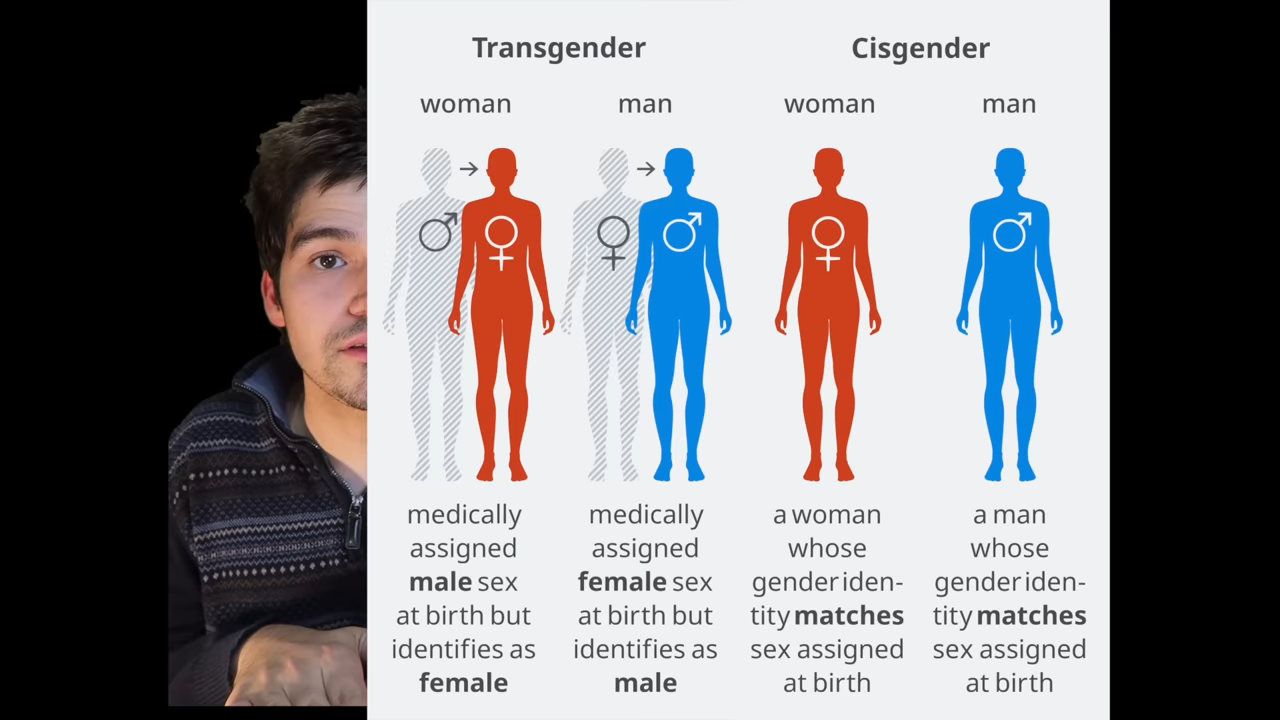 Transgender
Cisgender
woman
man
woman
man
medically
assigned
male sex
at birth but
identifies as
female
medically
assigned
female sex
at birth but
identifies as
male
a woman
whose
gender iden-
tity matches
sex assigned
at birth
a man
whose
gender iden-
tity matches
sex assigned
at birth